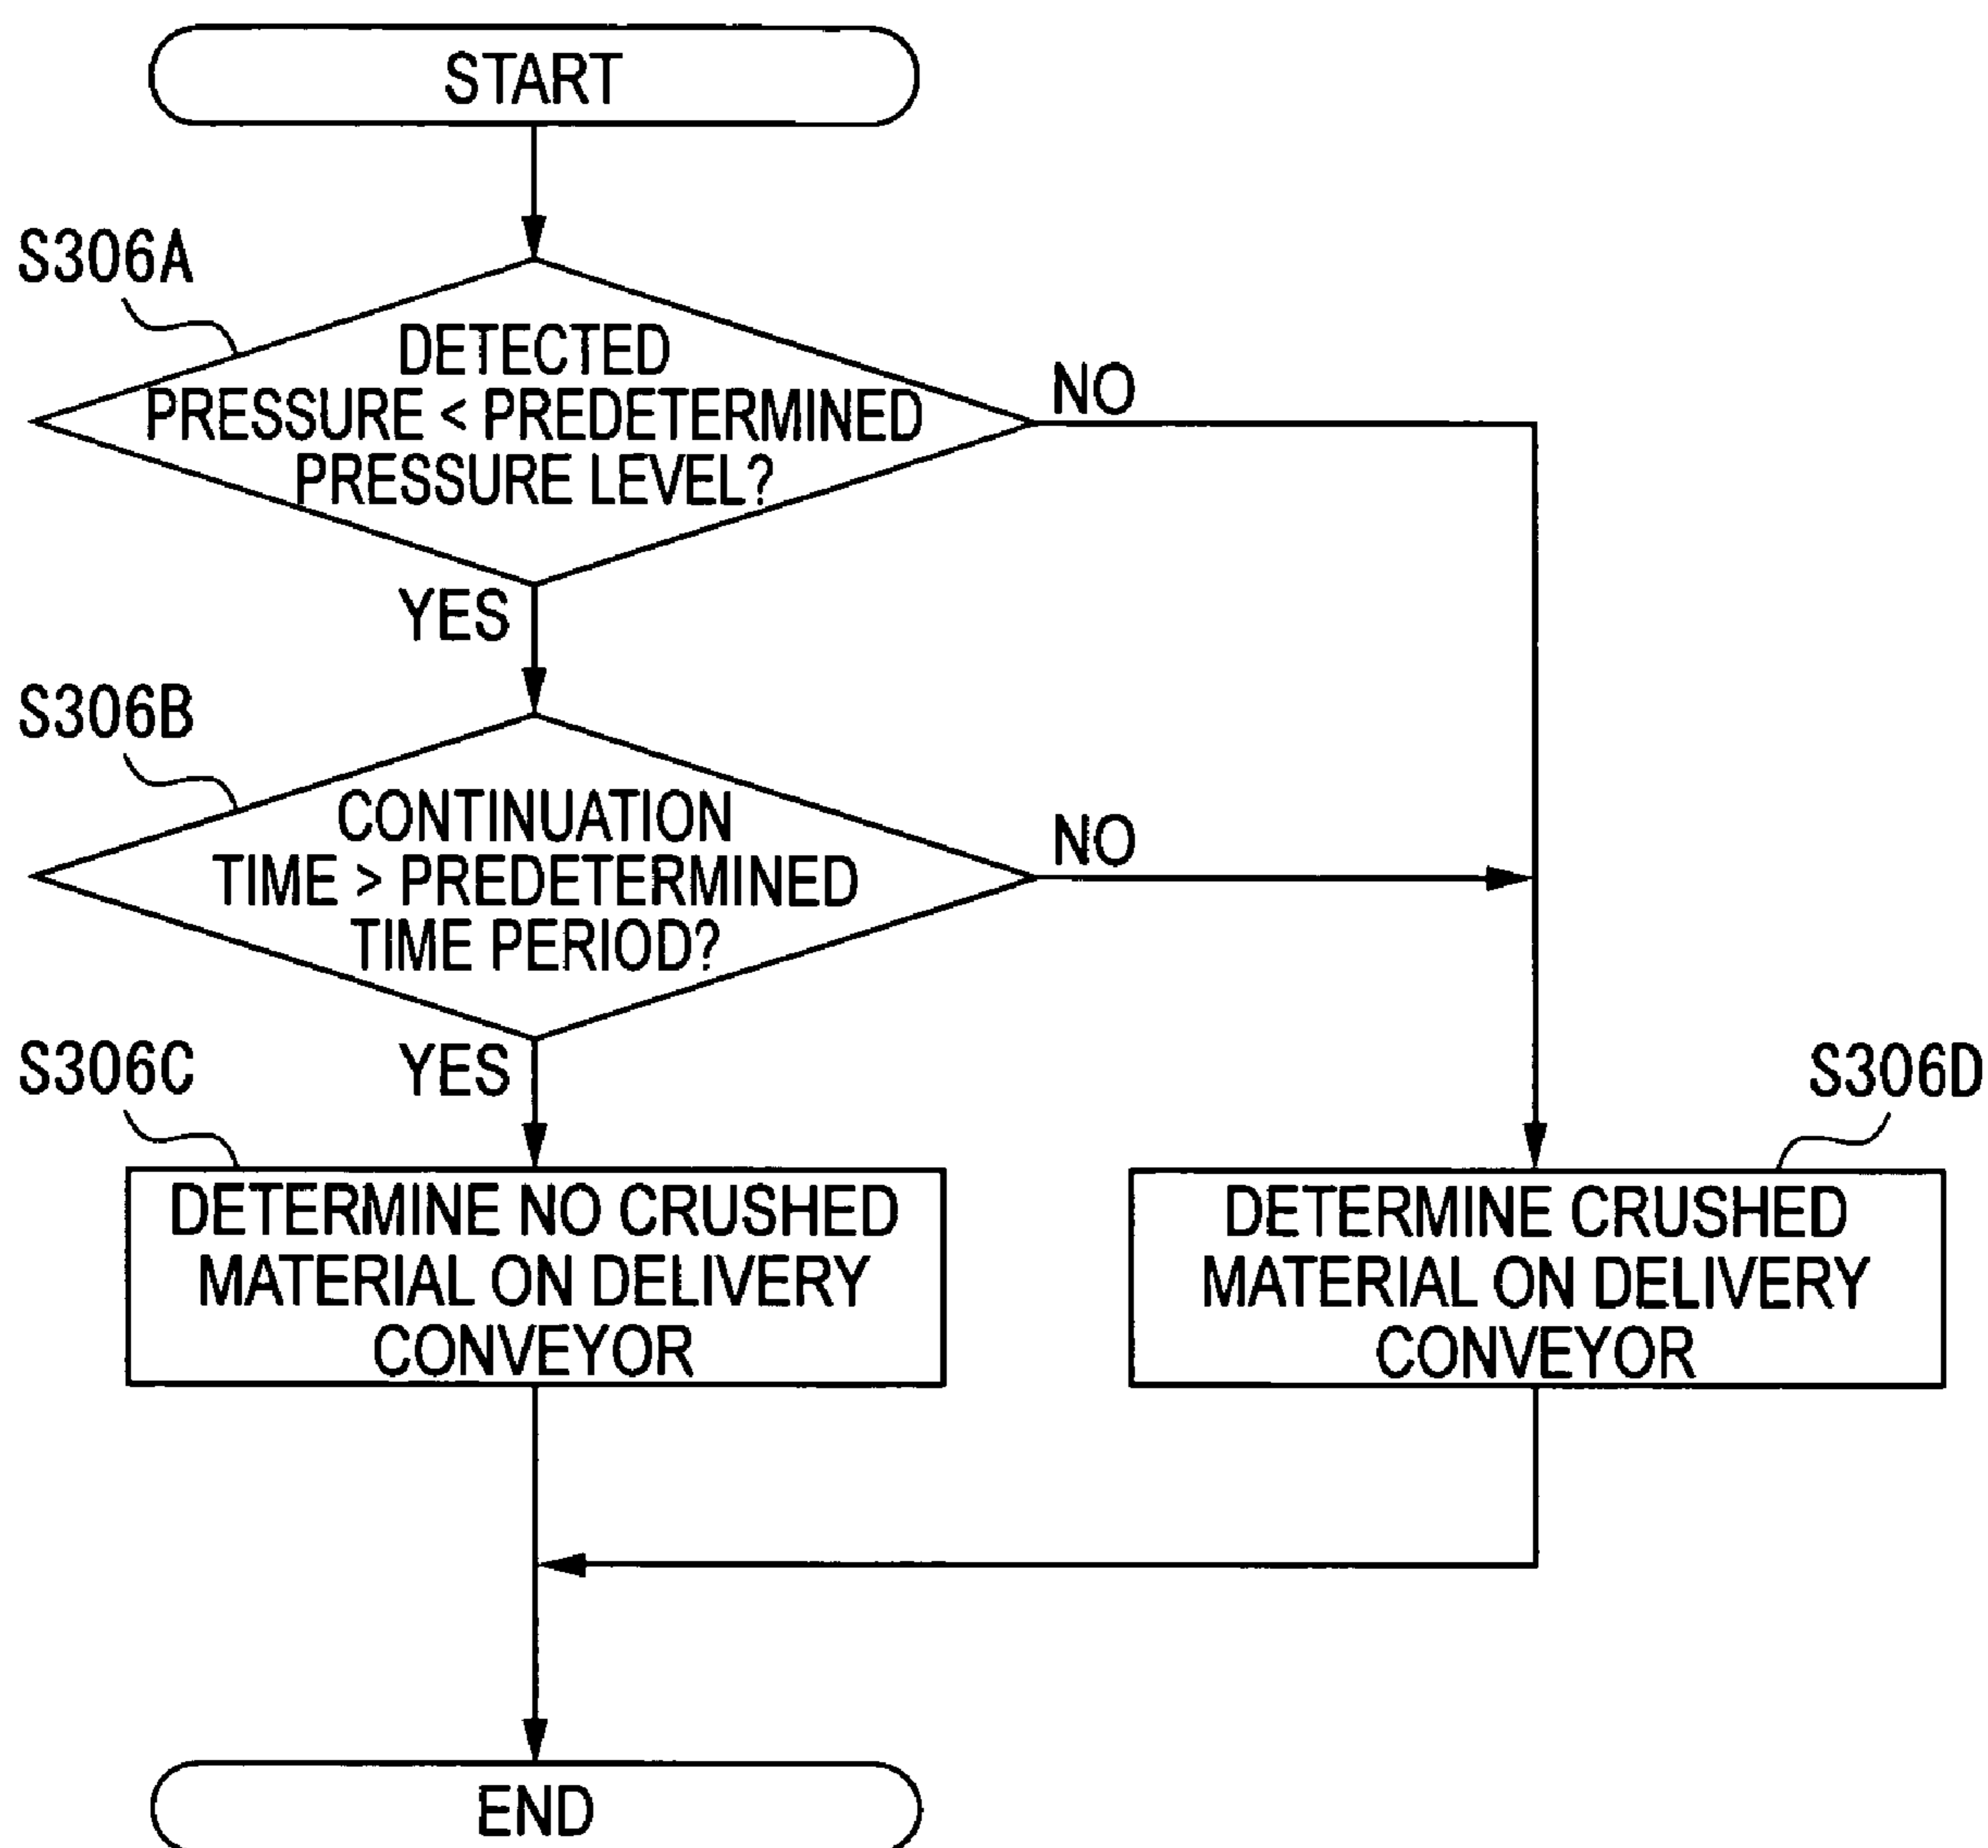 START
S306A
DETECTED
PRESSURE < PREDETERMINED
PRESSURE LEVEL?
NO
YES
S306B
CONTINUATION
TIME > PREDETERMINED
TIME PERIOD?
NO
YES
S306C
DETERMINE NO CRUSHED
MATERIAL ON DELIVERY
CONVEYOR
S306D
DETERMINE CRUSHED
MATERIAL ON DELIVERY
CONVEYOR
END